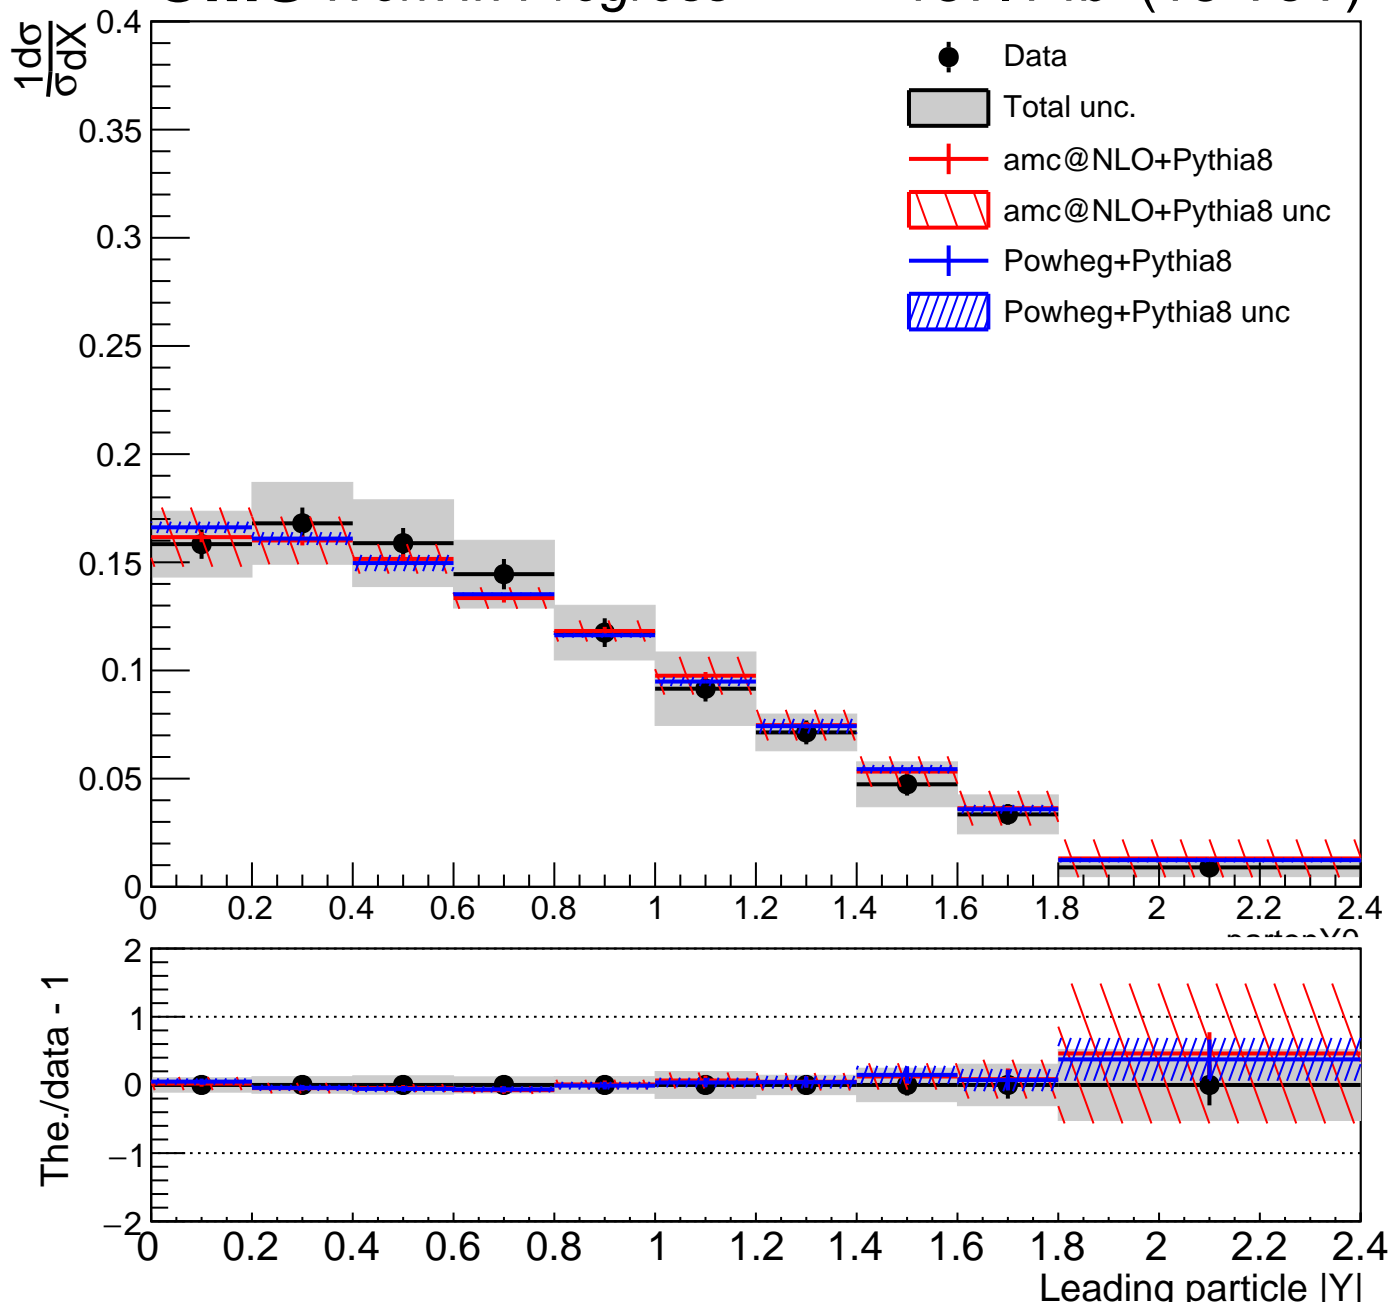 1dσ
σdX
0.4
0.35
0.3
0.25
0.2
0.15
0.1
0.05
0
Data
Total unc.
amc@NLO+Pythia8
amc@NLO+Pythia8 unc
Powheg+Pythia8
Powheg+Pythia8 unc
0 0.2 0.4 0.6 0.8 1 1.2 1.4 1.6 1.8 2 2.2 2.4
The./data - 1
2
1
0
−1
−2
0 0.2 0.4 0.6 0.8 1 1.2 1.4 1.6 1.8 2 2.2 2.4
Leading particle |Y|